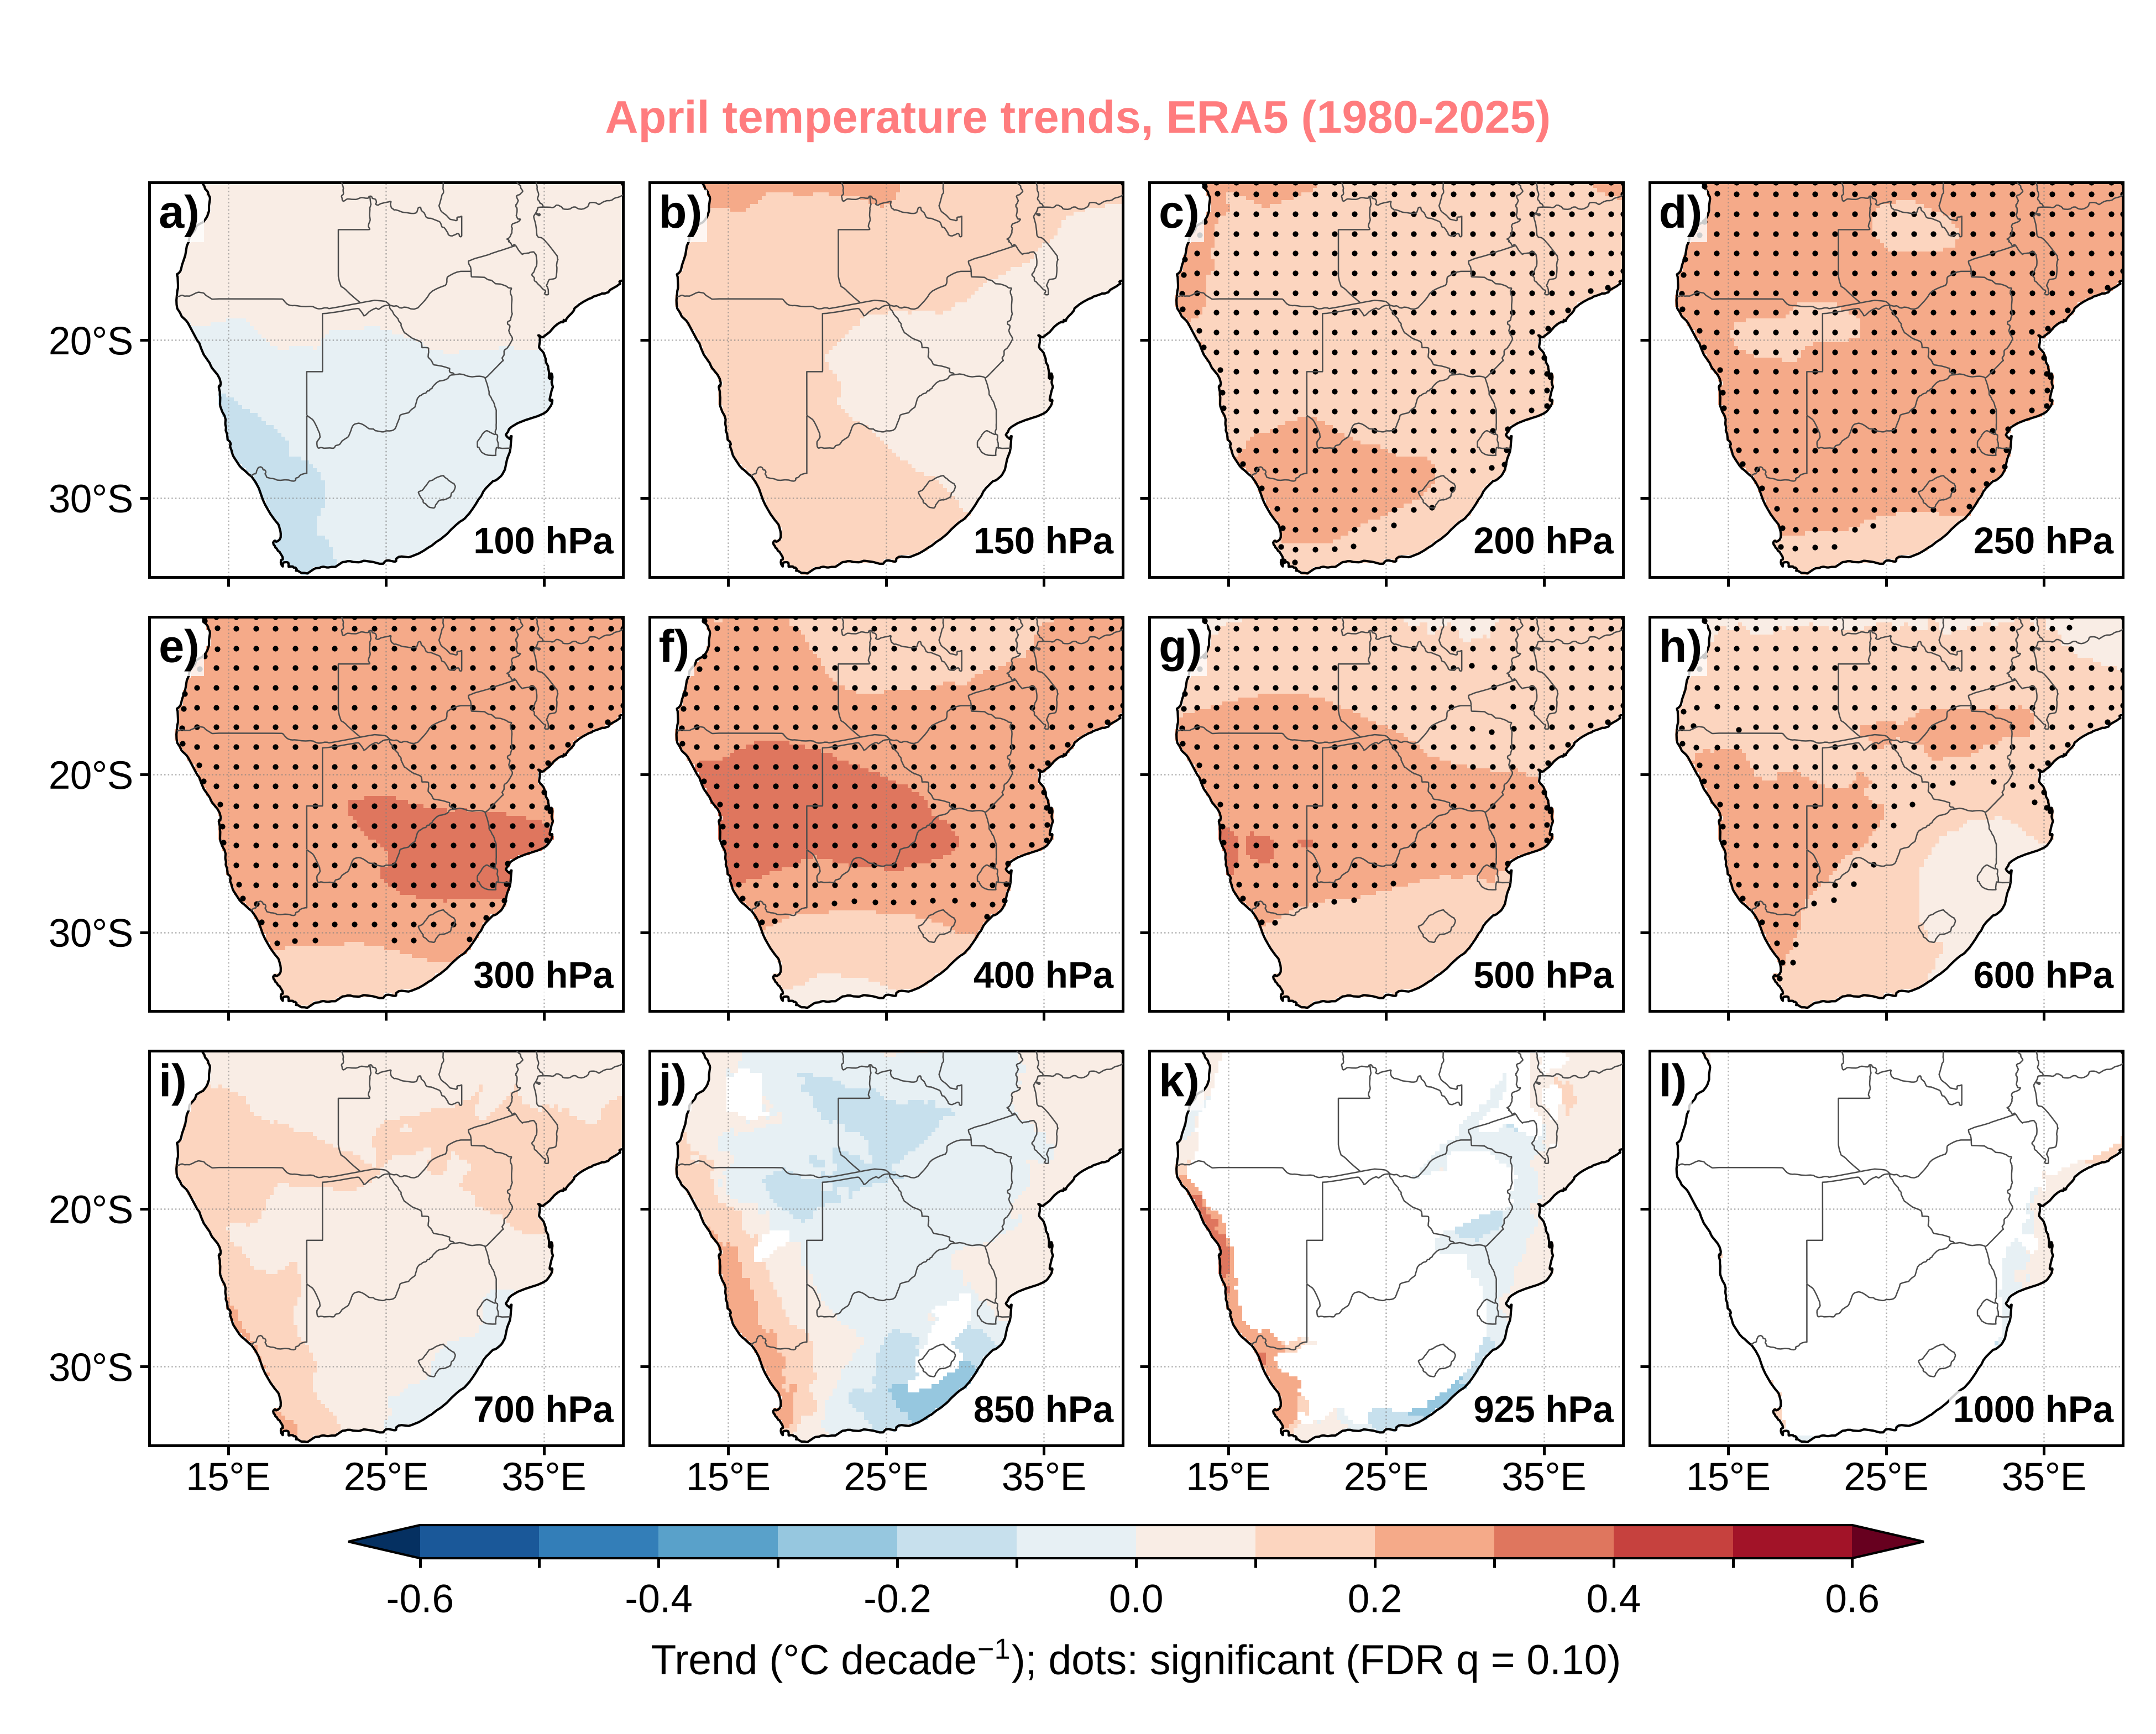 April temperature trends, ERA5 (1980-2025)
a) b) c) d)
20°S
30°S
100 hPa 150 hPa 200 hPa 250 hPa
e) f) g) h)
20°S
30°S
300 hPa 400 hPa 500 hPa 600 hPa
i) j) k) l)
20°S
30°S
700 hPa 850 hPa 925 hPa 1000 hPa
15°E 25°E 35°E 15°E 25°E 35°E 15°E 25°E 35°E 15°E 25°E 35°E
-0.6 -0.4 -0.2 0.0 0.2 0.4 0.6
Trend (°C decade⁻¹); dots: significant (FDR q = 0.10)